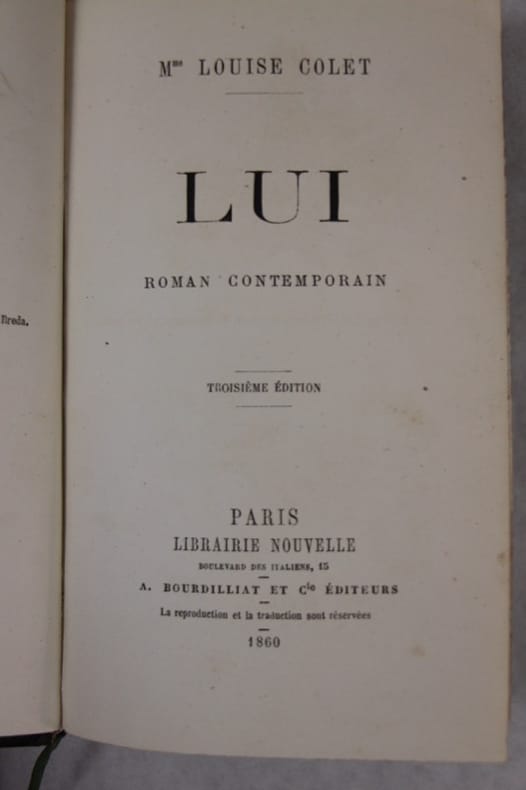 Mme LOUISE COLET
LUI
ROMAN CONTEMPORAIN
Breda.
TROISIÈME ÉDITION
PARIS
LIBRAIRIE NOUVELLE
BOULEVARD DES ITALIENS, 15
A. BOURDILLIAT ET Cie ÉDITEURS
La reproduction et la traduction sont réservées
1860